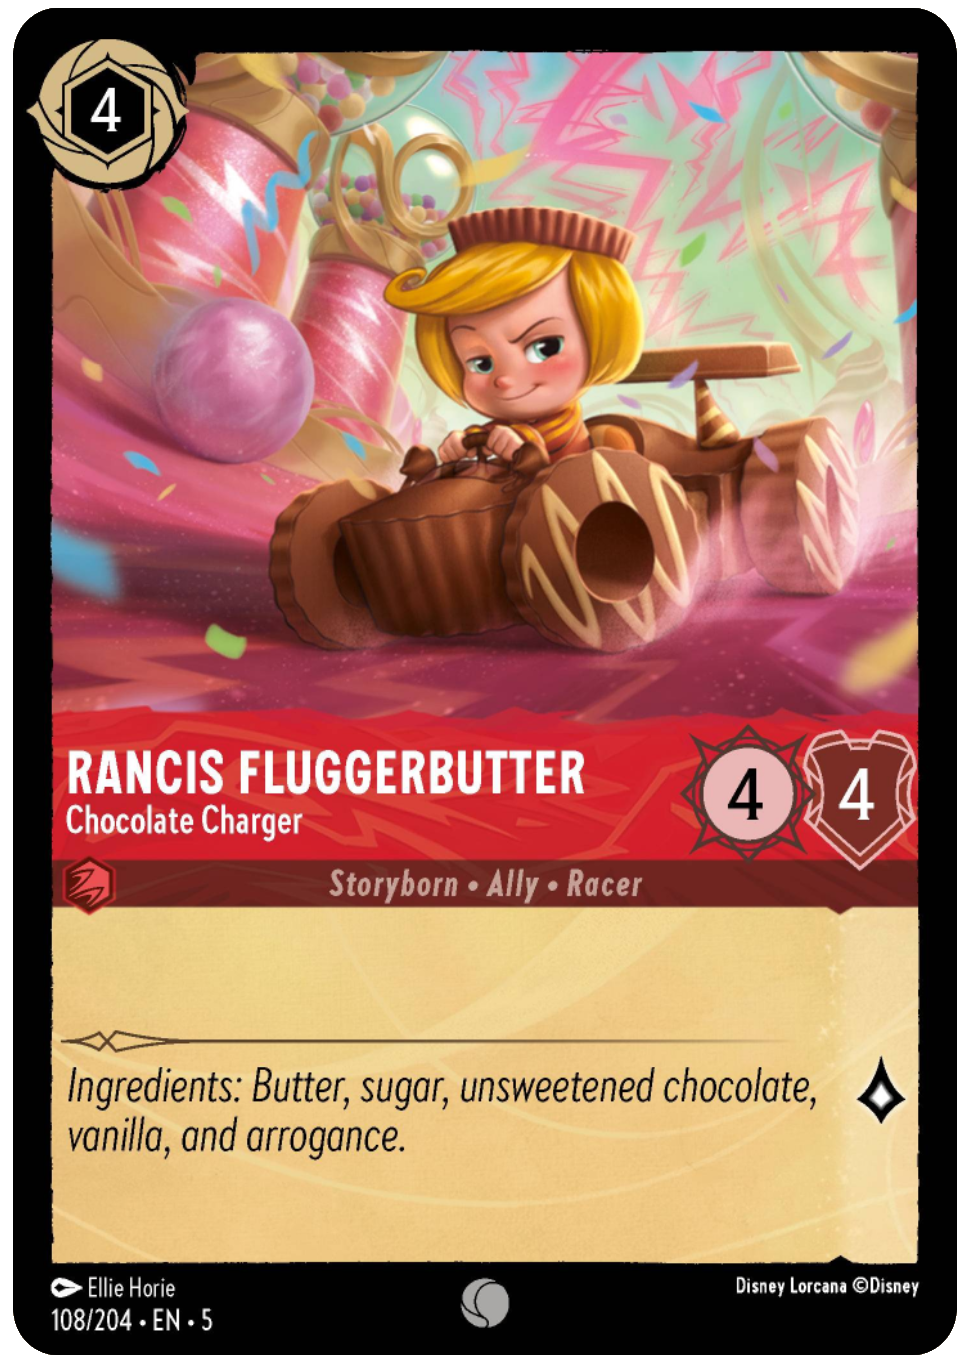 4
RANCIS FLUGGERBUTTER
Chocolate Charger
4
4
Storyborn • Ally • Racer
Ingredients: Butter, sugar, unsweetened chocolate,
vanilla, and arrogance.
Ellie Horie
Disney Lorcana ©Disney
108/204 • EN • 5